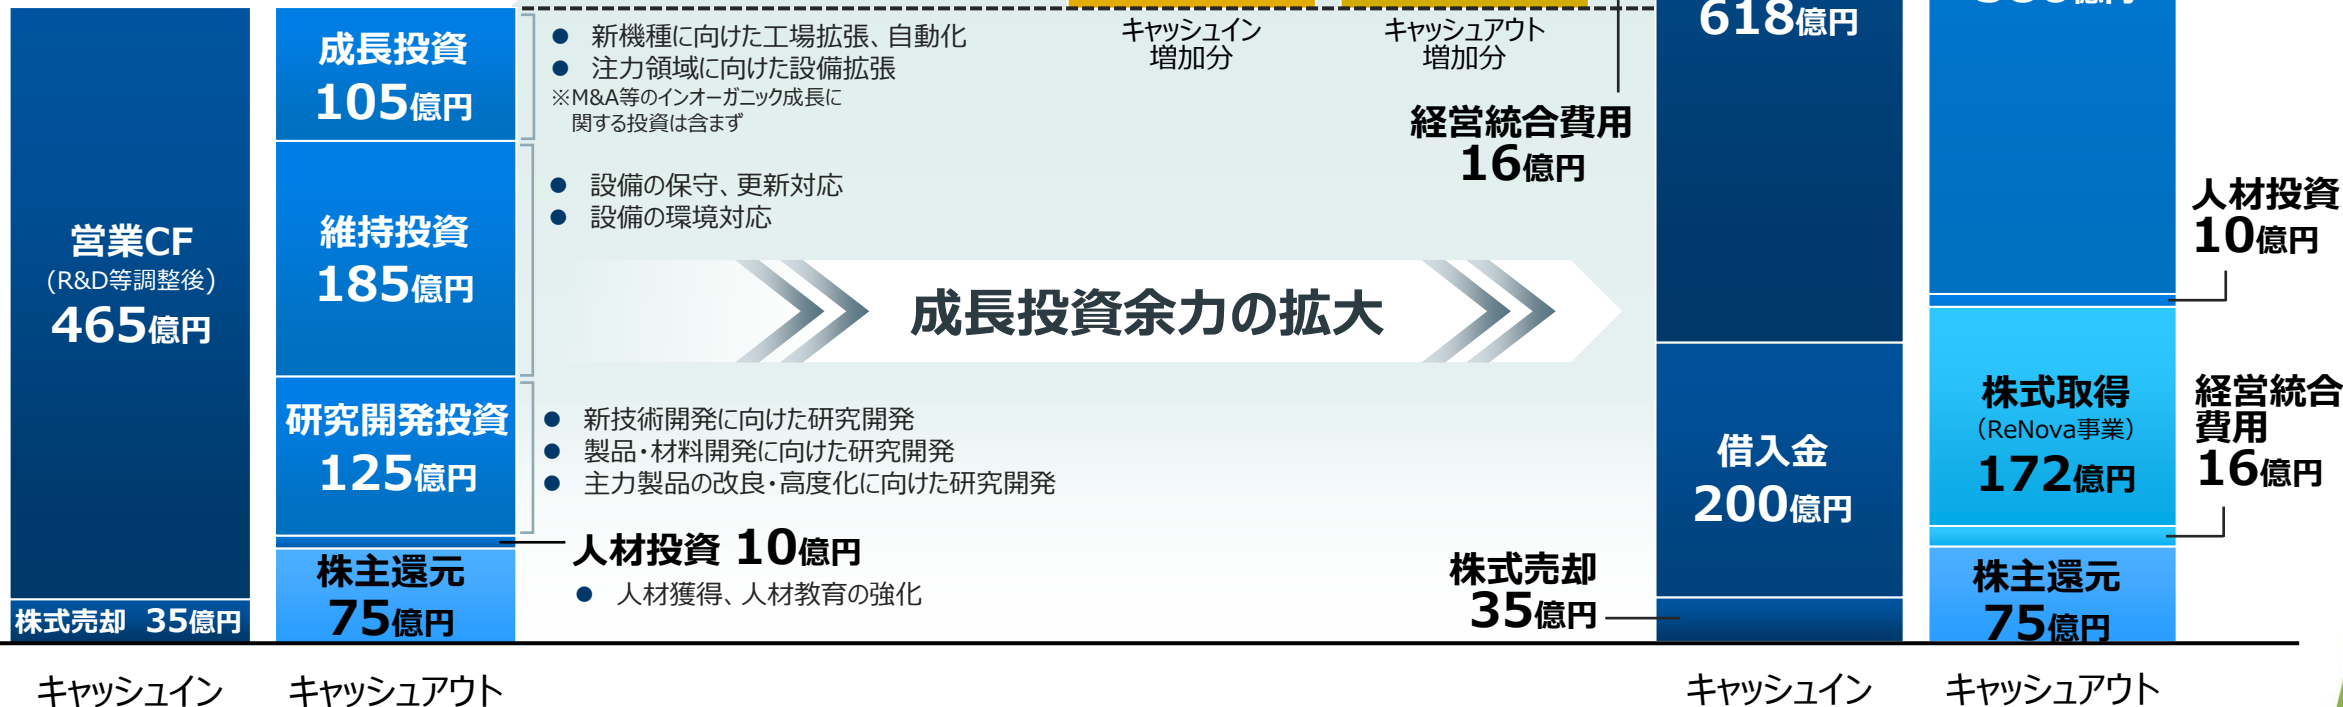 成長投資
105億円
● 新機種に向けた工場拡張、自動化
● 注力領域に向けた設備拡張
※M&A等のインオーガニック成長に
関する投資は含まず
キャッシュイン
増加分
キャッシュアウト
増加分
経営統合費用
16億円
618億円
営業CF
(R&D等調整後)
465億円
維持投資
185億円
● 設備の保守、更新対応
● 設備の環境対応
成長投資余力の拡大
人材投資
10億円
研究開発投資
125億円
● 新技術開発に向けた研究開発
● 製品・材料開発に向けた研究開発
● 主力製品の改良・高度化に向けた研究開発
人材投資 10億円
● 人材獲得、人材教育の強化
借入金
200億円
株式取得
(ReNova事業)
172億円
経営統合
費用
16億円
株式売却 35億円
株主還元
75億円
株式売却
35億円
株主還元
75億円
キャッシュイン
キャッシュアウト
キャッシュイン
キャッシュアウト